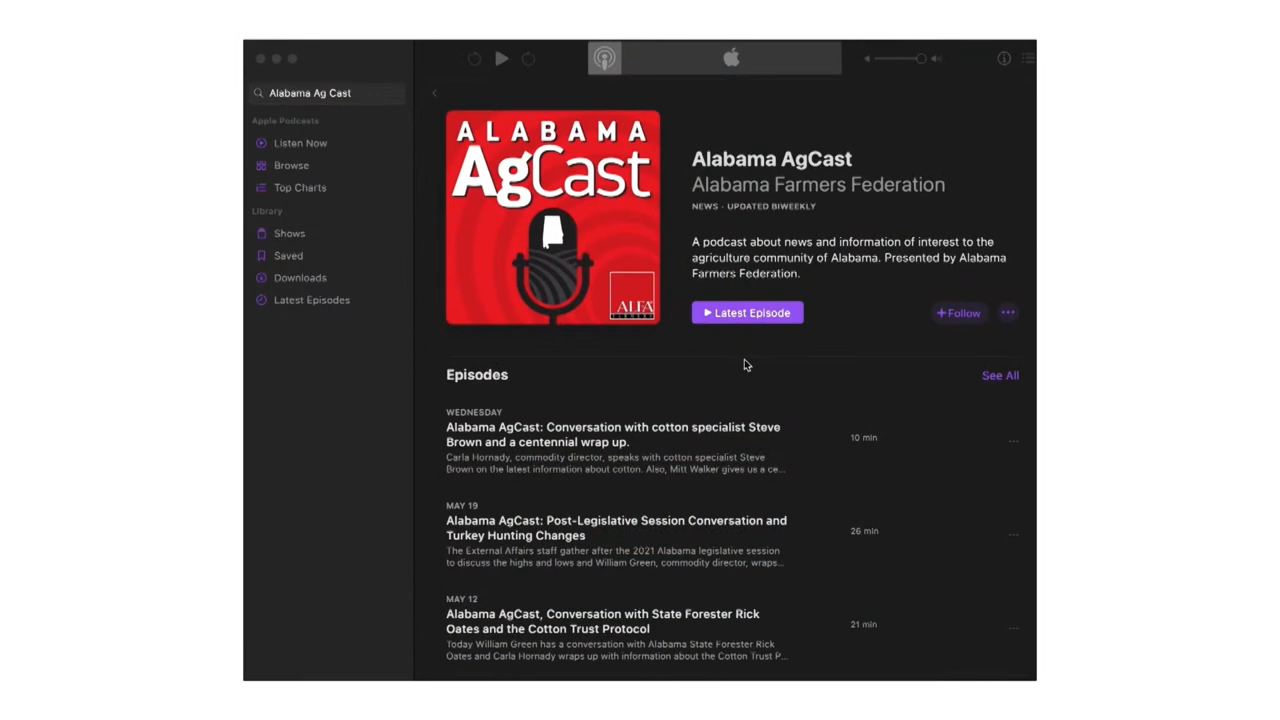 Alabama Ag Cast
Apple Podcasts
Listen Now
Browse
Top Charts
Library
Shows
Saved
Downloads
Latest Episodes
ALABAMA
AgCast
ALFA
FARMERS
Alabama AgCast
Alabama Farmers Federation
NEWS · UPDATED BIWEEKLY
A podcast about news and information of interest to the
agriculture community of Alabama. Presented by Alabama
Farmers Federation.
Latest Episode
+Follow
Episodes
See All
WEDNESDAY
Alabama AgCast: Conversation with cotton specialist Steve
Brown and a centennial wrap up.
Carla Hornady, commodity director, speaks with cotton specialist Steve
Brown on the latest information about cotton. Also, Mitt Walker gives us a ce...
10 min
MAY 19
Alabama AgCast: Post-Legislative Session Conversation and
Turkey Hunting Changes
The External Affairs staff gather after the 2021 Alabama legislative session
to discuss the highs and lows and William Green, commodity director, wraps...
26 min
MAY 12
Alabama AgCast, Conversation with State Forester Rick
Oates and the Cotton Trust Protocol
Today William Green has a conversation with Alabama State Forester Rick
Oates and Carla Hornady wraps up with information about the Cotton Trust P...
21 min